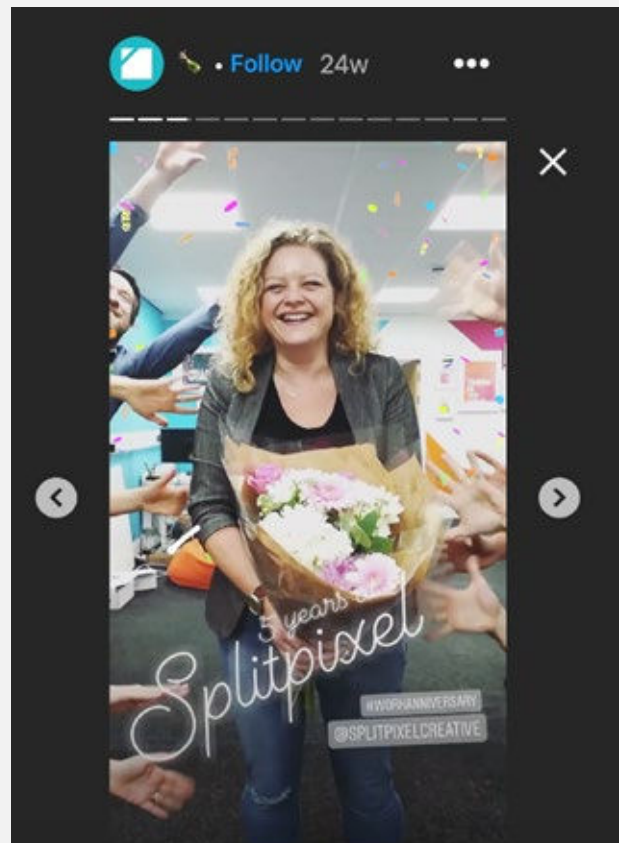 • Follow 24w
5 years
Splitpixel
#WORKANNIVERSARY
@SPLITPIXELCREATIVE